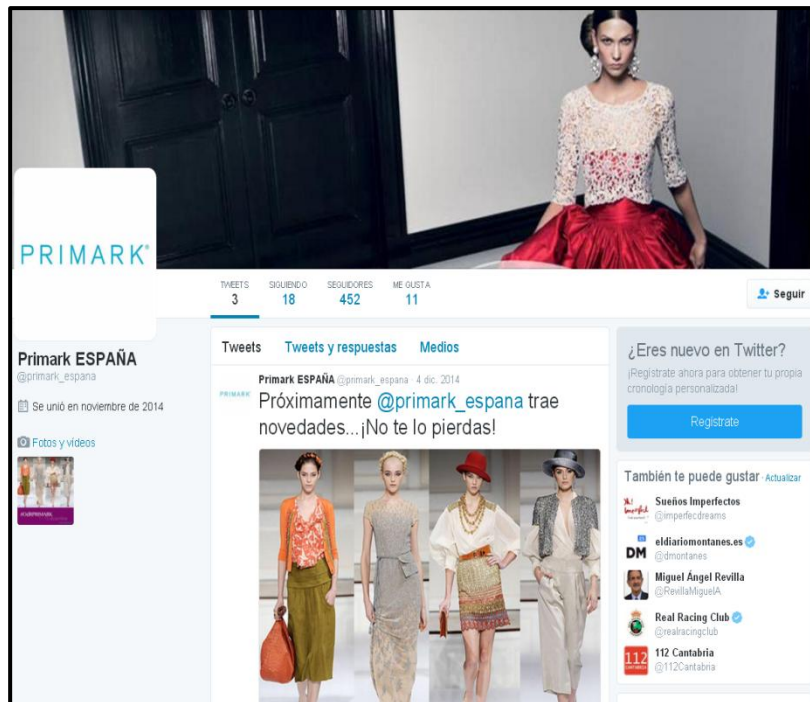 PRIMARK®
TWEETS
3
SIGUIENDO
18
SEGUIDORES
452
ME GUSTA
11
Seguir
Primark ESPAÑA
@primark_espana
Se unió en noviembre de 2014
Fotos y vídeos
Tweets Tweets y respuestas Medios
Primark ESPAÑA @primark_espana · 4 dic. 2014
PRIMARK
Próximamente @primark_espana trae
novedades...¡No te lo pierdas!
¿Eres nuevo en Twitter?
¡Regístrate ahora para obtener tu propia
cronología personalizada!
Regístrate
También te puede gustar · Actualizar
Sueños Imperfectos
@imperfecdreams
DM
eldiariomontanes.es
@dmontanes
Miguel Ángel Revilla
@RevillaMiguelA
Real Racing Club
@realracingclub
112
112 Cantabria
@112Cantabria